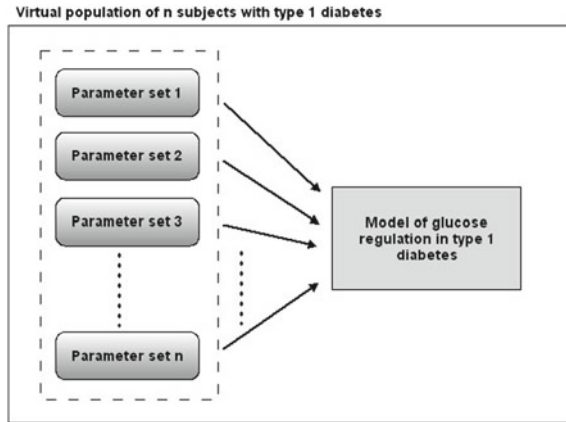 Virtual population of n subjects with type 1 diabetes
Parameter set 1
Parameter set 2
Parameter set 3
Parameter set n
Model of glucose
regulation in type 1
diabetes